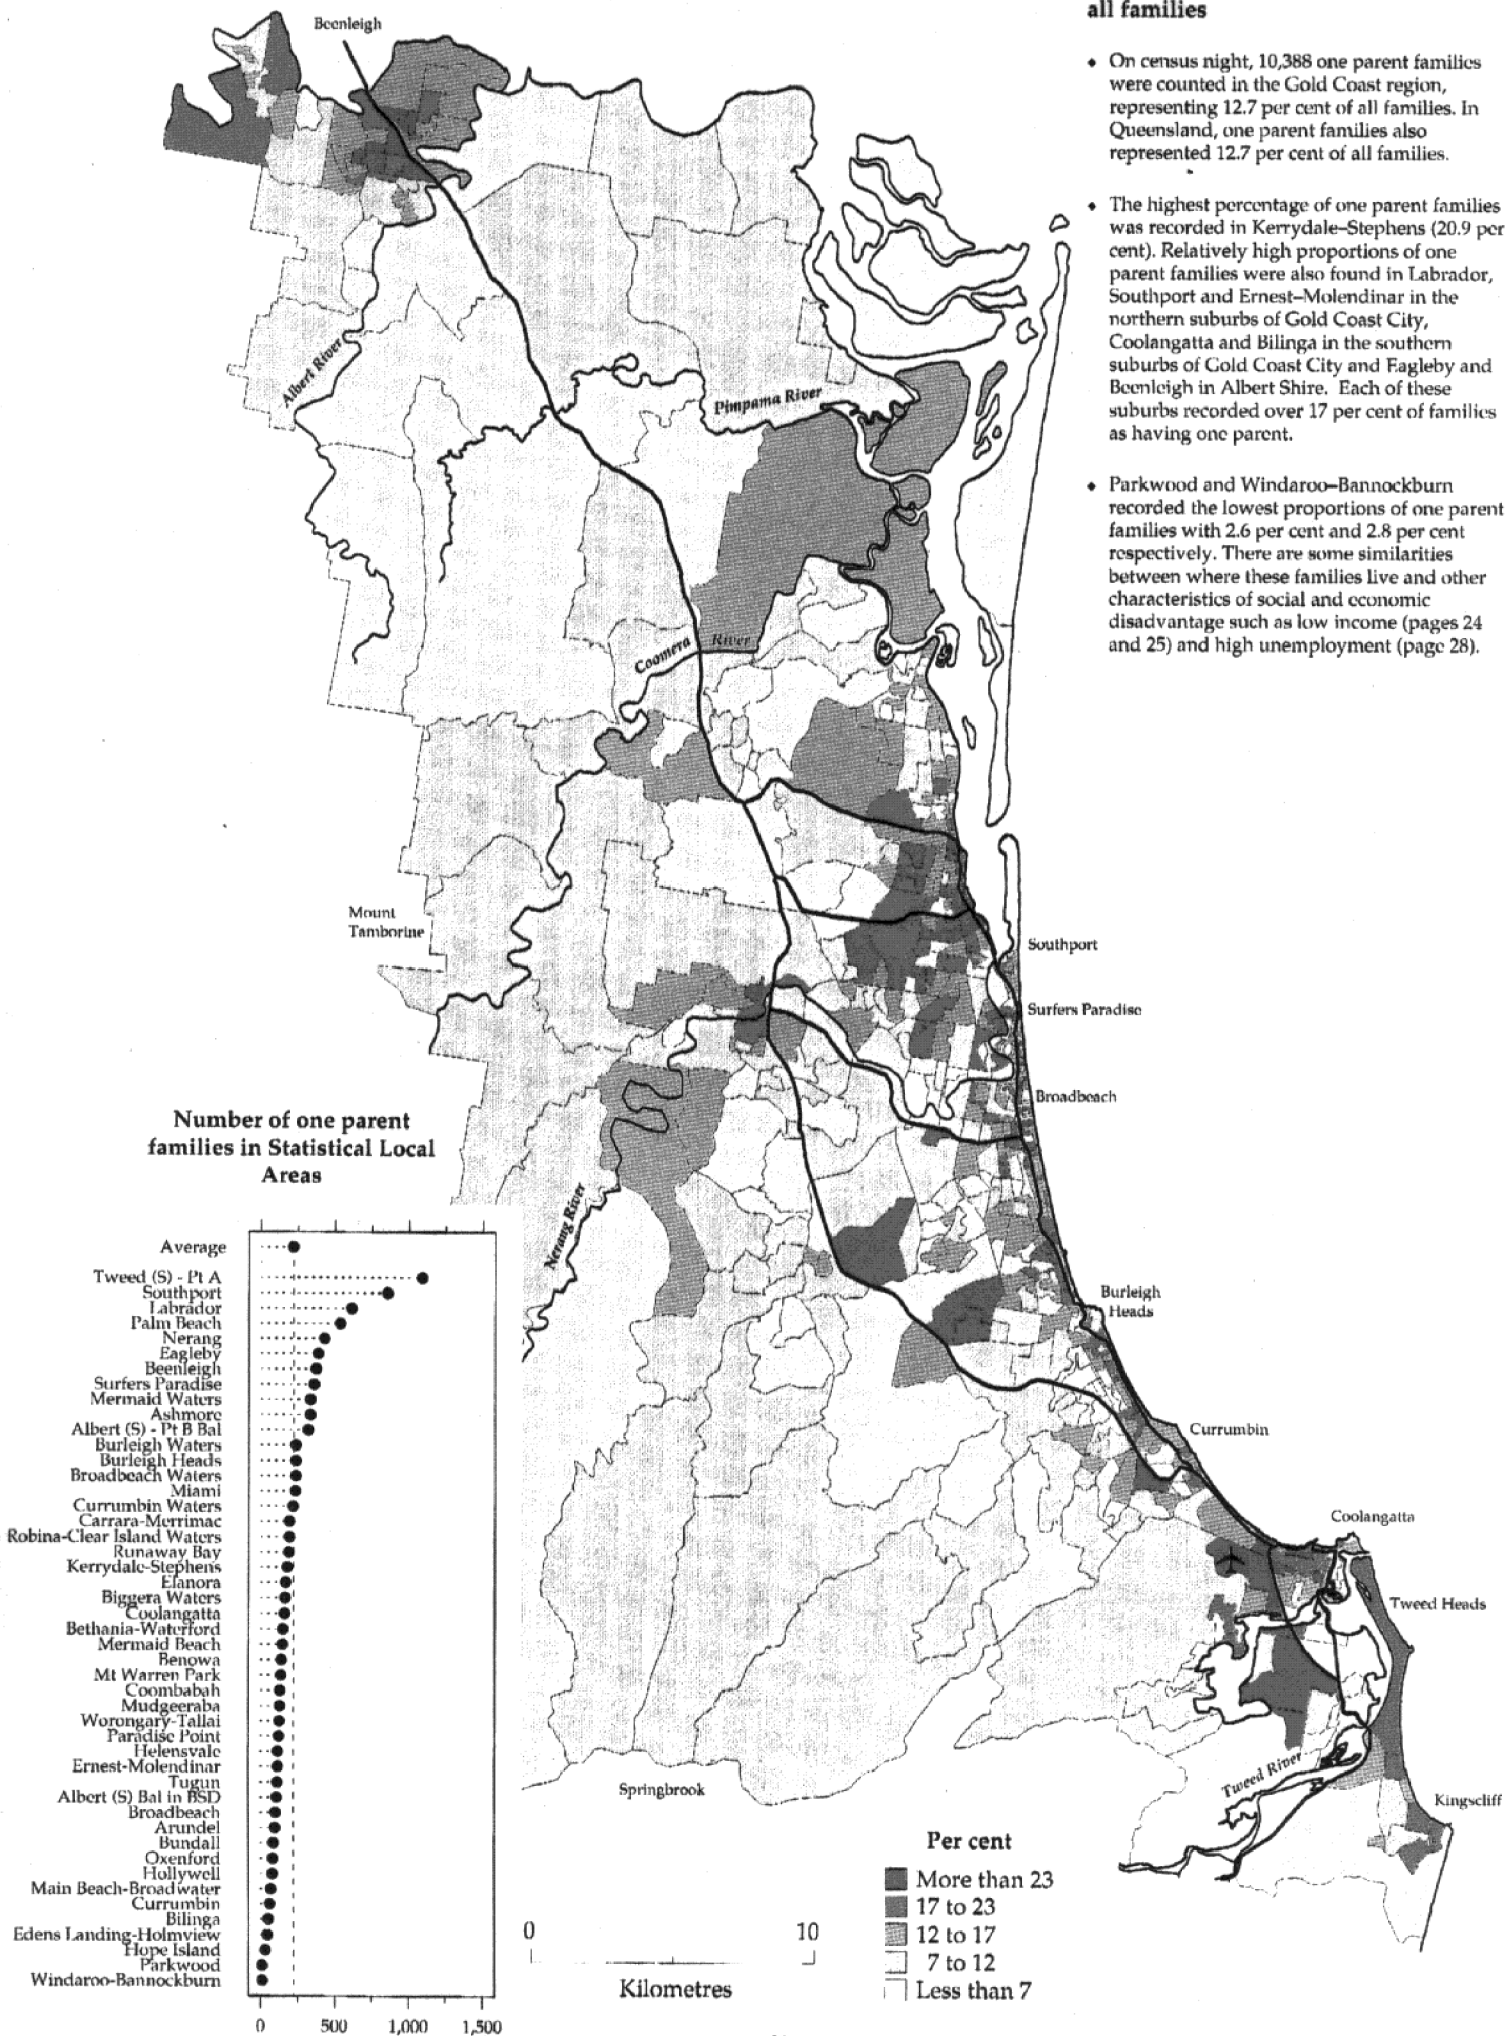 all families
♦ On census night, 10,388 one parent families
were counted in the Gold Coast region,
representing 12.7 per cent of all families. In
Queensland, one parent families also
represented 12.7 per cent of all families.
♦ The highest percentage of one parent families
was recorded in Kerrydale–Stephens (20.9 per
cent). Relatively high proportions of one
parent families were also found in Labrador,
Southport and Ernest–Molendinar in the
northern suburbs of Gold Coast City,
Coolangatta and Bilinga in the southern
suburbs of Gold Coast City and Eagleby and
Beenleigh in Albert Shire. Each of these
suburbs recorded over 17 per cent of families
as having one parent.
♦ Parkwood and Windaroo–Bannockburn
recorded the lowest proportions of one parent
families with 2.6 per cent and 2.8 per cent
respectively. There are some similarities
between where these families live and other
characteristics of social and economic
disadvantage such as low income (pages 24
and 25) and high unemployment (page 28).
Beenleigh
Albert River
Pimpama River
Coomera River
Mount
Tamborine
Southport
Surfers Paradise
Broadbeach
Nerang River
Burleigh
Heads
Currumbin
Coolangatta
Tweed Heads
Tweed River
Kingscliff
Springbrook
Number of one parent
families in Statistical Local
Areas
Average
Tweed (S) - Pt A
Southport
Labrador
Palm Beach
Nerang
Eagleby
Beenleigh
Surfers Paradise
Mermaid Waters
Ashmore
Albert (S) - Pt B Bal
Burleigh Waters
Burleigh Heads
Broadbeach Waters
Miami
Currumbin Waters
Carrara-Merrimac
Robina-Clear Island Waters
Runaway Bay
Kerrydale-Stephens
Elanora
Biggera Waters
Coolangatta
Bethania-Waterford
Mermaid Beach
Benowa
Mt Warren Park
Coombabah
Mudgeeraba
Worongary-Tallai
Paradise Point
Helensvale
Ernest-Molendinar
Tugun
Albert (S) Bal in BSD
Broadbeach
Arundel
Bundall
Oxenford
Hollywell
Main Beach-Broadwater
Currumbin
Bilinga
Edens Landing-Holmview
Hope Island
Parkwood
Windaroo-Bannockburn
0 500 1,000 1,500
0 10
Kilometres
Per cent
More than 23
17 to 23
12 to 17
7 to 12
Less than 7